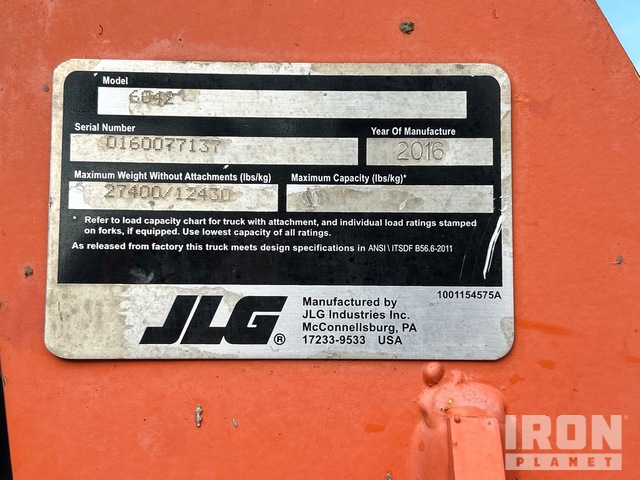 Model
6042
Serial Number
0160077137
Year Of Manufacture
2016
Maximum Weight Without Attachments (lbs/kg)
27400/12430
Maximum Capacity (lbs/kg)*
* Refer to load capacity chart for truck with attachment, and individual load ratings stamped
on forks, if equipped. Use lowest capacity of all ratings.
As released from factory this truck meets design specifications in ANSI \ ITSDF B56.6-2011
JLG®
Manufactured by
JLG Industries Inc.
McConnellsburg, PA
17233-9533 USA
1001154575A
IRON
PLANET